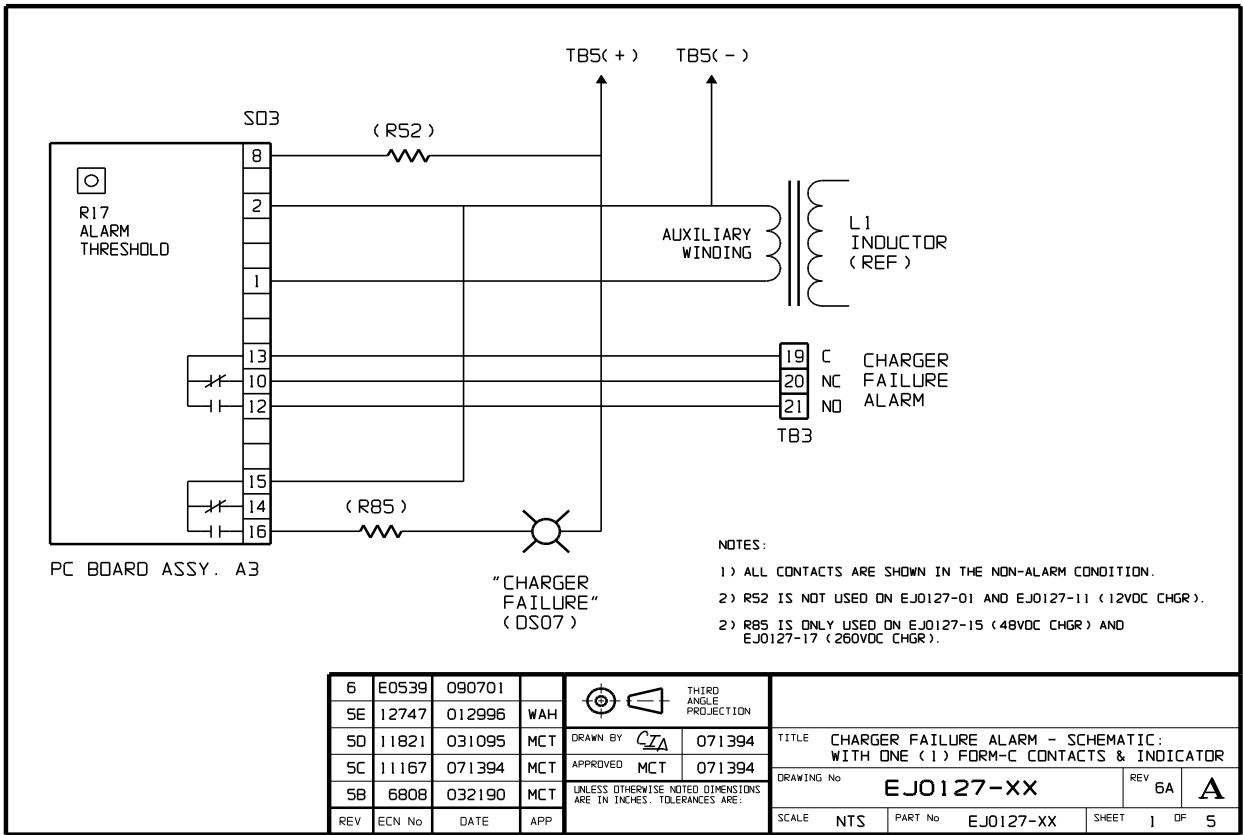 TB5(+) TB5(-)
SO3
(R52)
8
R17
ALARM
THRESHOLD
2
AUXILIARY
WINDING
L1
INDUCTOR
(REF)
1
13
10
12
19 C
20 NC
21 NO
CHARGER
FAILURE
ALARM
TB3
15
14
16
(R85)
PC BOARD ASSY. A3
"CHARGER
FAILURE"
(DS07)
NOTES:
1) ALL CONTACTS ARE SHOWN IN THE NON-ALARM CONDITION.
2) R52 IS NOT USED ON EJ0127-01 AND EJ0127-11 (12VDC CHGR).
2) R85 IS ONLY USED ON EJ0127-15 (48VDC CHGR) AND
EJ0127-17 (260VDC CHGR).
6 E0539 090701
5E 12747 012996 WAH
5D 11821 031095 MCT
5C 11167 071394 MCT
5B 6808 032190 MCT
REV ECN No DATE APP
THIRD
ANGLE
PROJECTION
DRAWN BY CIA 071394
APPROVED MCT 071394
UNLESS OTHERWISE NOTED DIMENSIONS
ARE IN INCHES. TOLERANCES ARE:
TITLE CHARGER FAILURE ALARM - SCHEMATIC:
WITH ONE (1) FORM-C CONTACTS & INDICATOR
DRAWING No EJ0127-XX REV 6A A
SCALE NTS PART No EJ0127-XX SHEET 1 OF 5